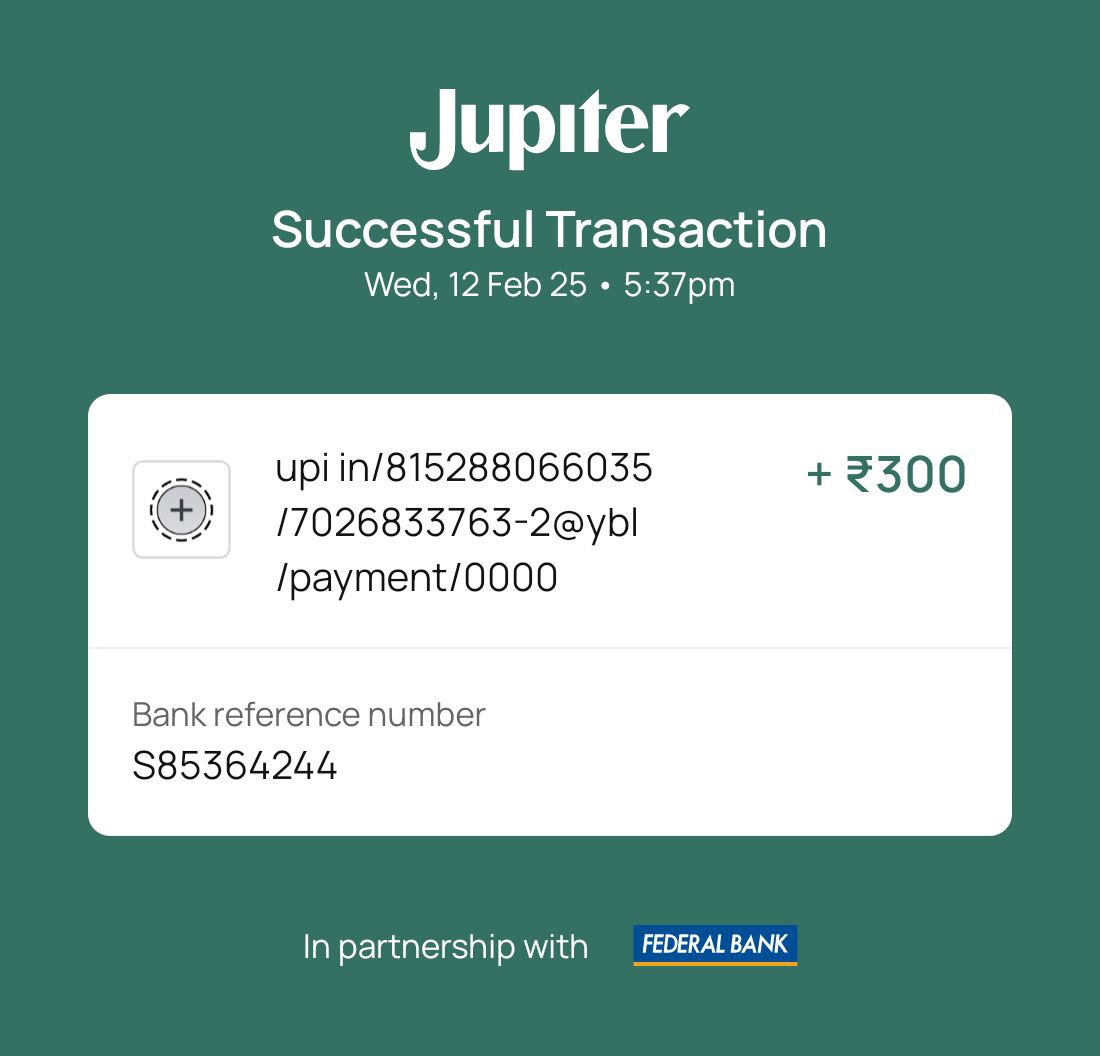 Jupiter
Successful Transaction
Wed, 12 Feb 25 • 5:37pm
upi in/815288066035
+ ₹300
/7026833763-2@ybl
/payment/0000
Bank reference number
S85364244
In partnership with FEDERAL BANK